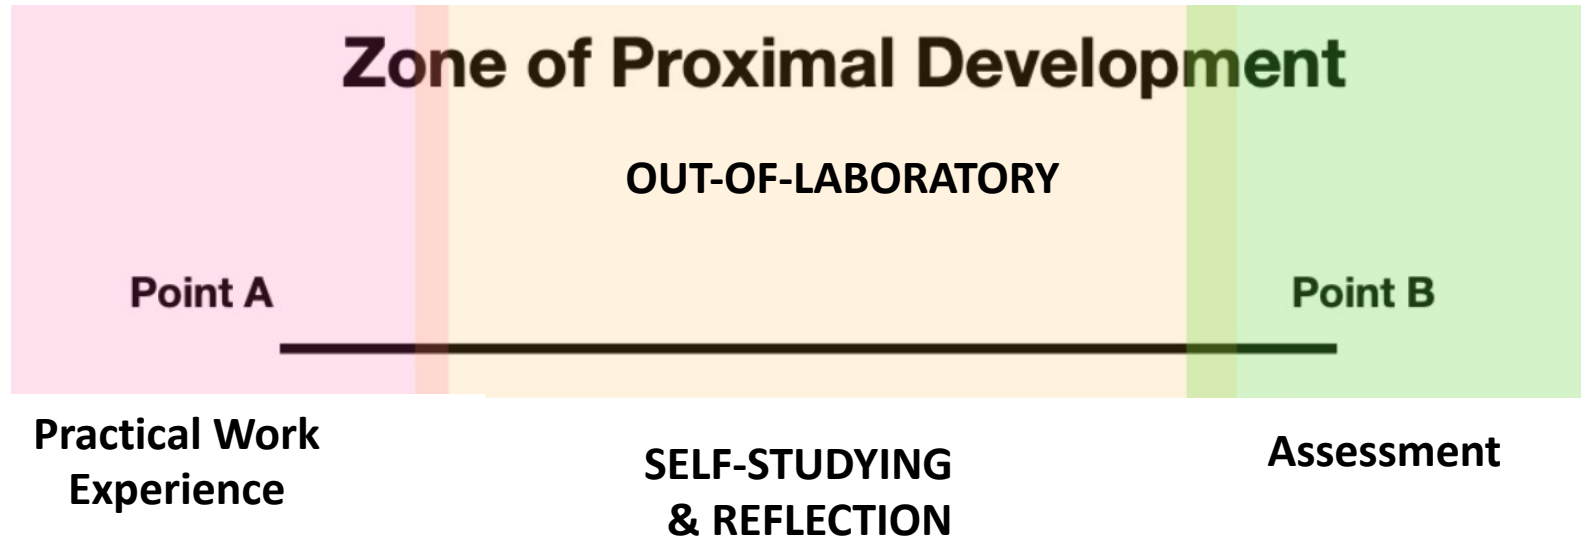 Zone of Proximal Development
OUT-OF-LABORATORY
Point A
Point B
Practical Work
Experience
SELF-STUDYING
& REFLECTION
Assessment